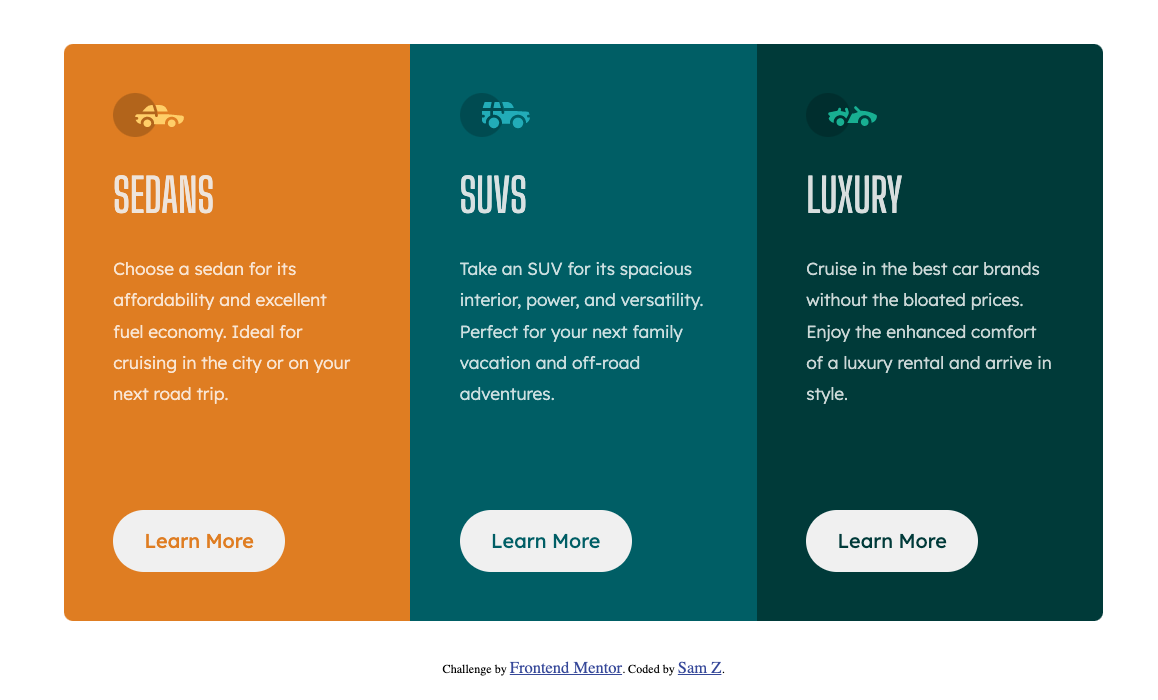 SEDANS
Choose a sedan for its
affordability and excellent
fuel economy. Ideal for
cruising in the city or on your
next road trip.
Learn More
SUVS
Take an SUV for its spacious
interior, power, and versatility.
Perfect for your next family
vacation and off-road
adventures.
Learn More
LUXURY
Cruise in the best car brands
without the bloated prices.
Enjoy the enhanced comfort
of a luxury rental and arrive in
style.
Learn More
Challenge by Frontend Mentor. Coded by Sam Z.